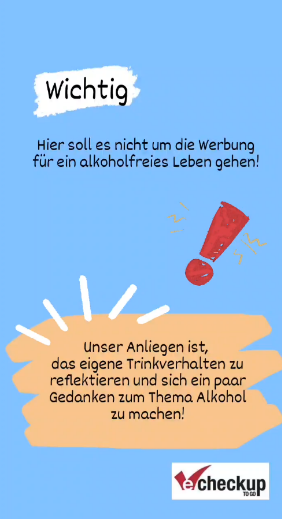 Wichtig
Hier soll es nicht um die Werbung
für ein alkoholfreies Leben gehen!
Unser Anliegen ist,
das eigene Trinkverhalten zu
reflektieren und sich ein paar
Gedanken zum Thema Alkohol
zu machen!
echeckup
TO GO